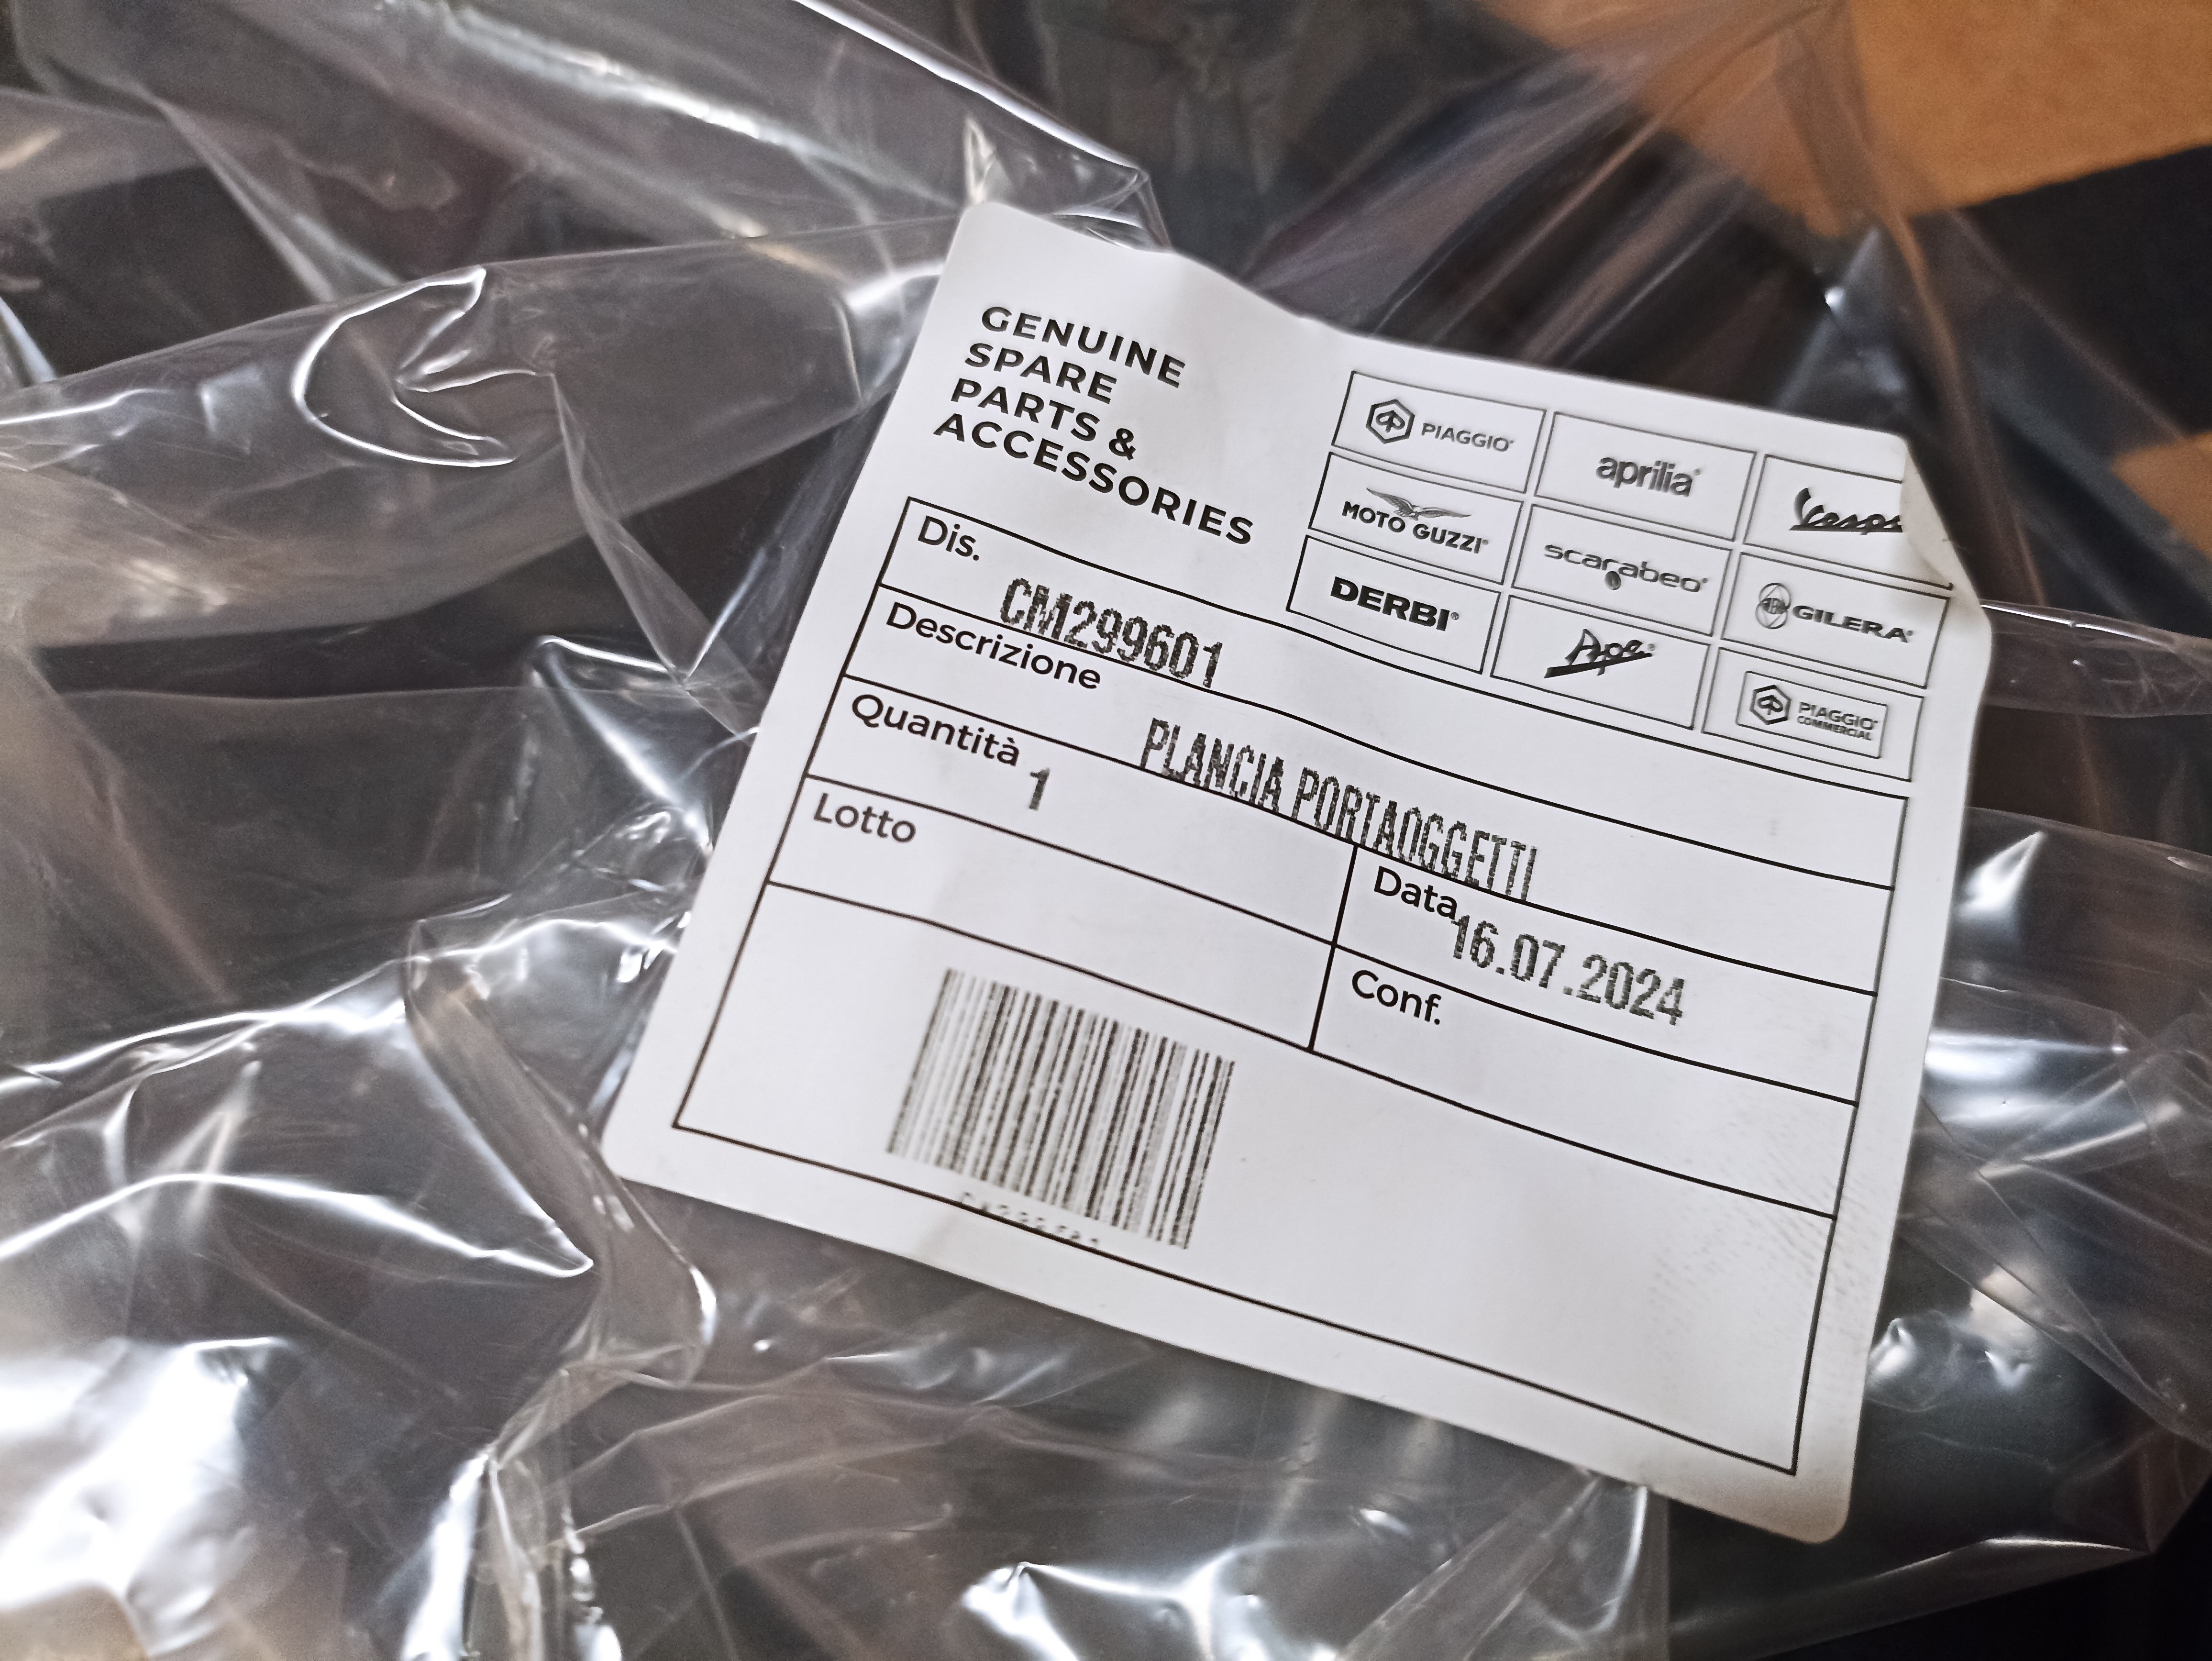 GENUINE
SPARE
PARTS &
ACCESSORIES
PIAGGIO
aprilia
MOTO GUZZI
scarabeo
GILERA
DERBI
Ape
PIAGGIO
COMMERCIAL
Dis.
CM299601
Descrizione
PLANCIA PORTAOGGETTI
Quantità
1
Data
16.07.2024
Lotto
Conf.